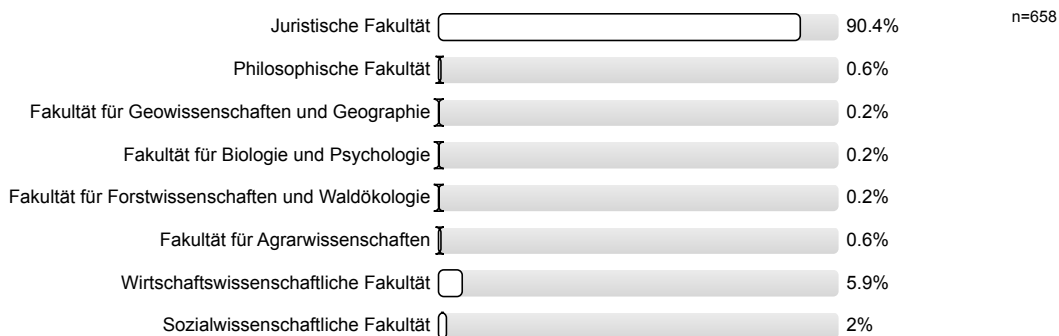 Juristische Fakultät 90.4% n=658
Philosophische Fakultät 0.6%
Fakultät für Geowissenschaften und Geographie 0.2%
Fakultät für Biologie und Psychologie 0.2%
Fakultät für Forstwissenschaften und Waldökologie 0.2%
Fakultät für Agrarwissenschaften 0.6%
Wirtschaftswissenschaftliche Fakultät 5.9%
Sozialwissenschaftliche Fakultät 2%